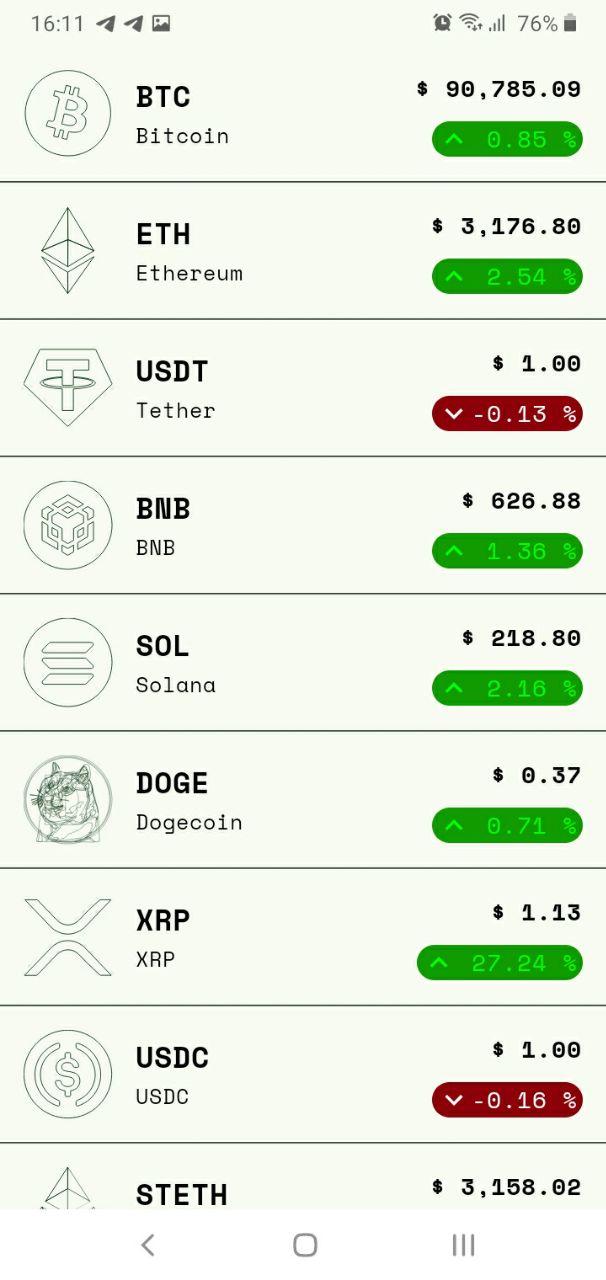 16:11 76%
BTC $ 90,785.09
Bitcoin 0.85 %
ETH $ 3,176.80
Ethereum 2.54 %
USDT $ 1.00
Tether -0.13 %
BNB $ 626.88
BNB 1.36 %
SOL $ 218.80
Solana 2.16 %
DOGE $ 0.37
Dogecoin 0.71 %
XRP $ 1.13
XRP 27.24 %
USDC $ 1.00
USDC -0.16 %
STETH $ 3,158.02